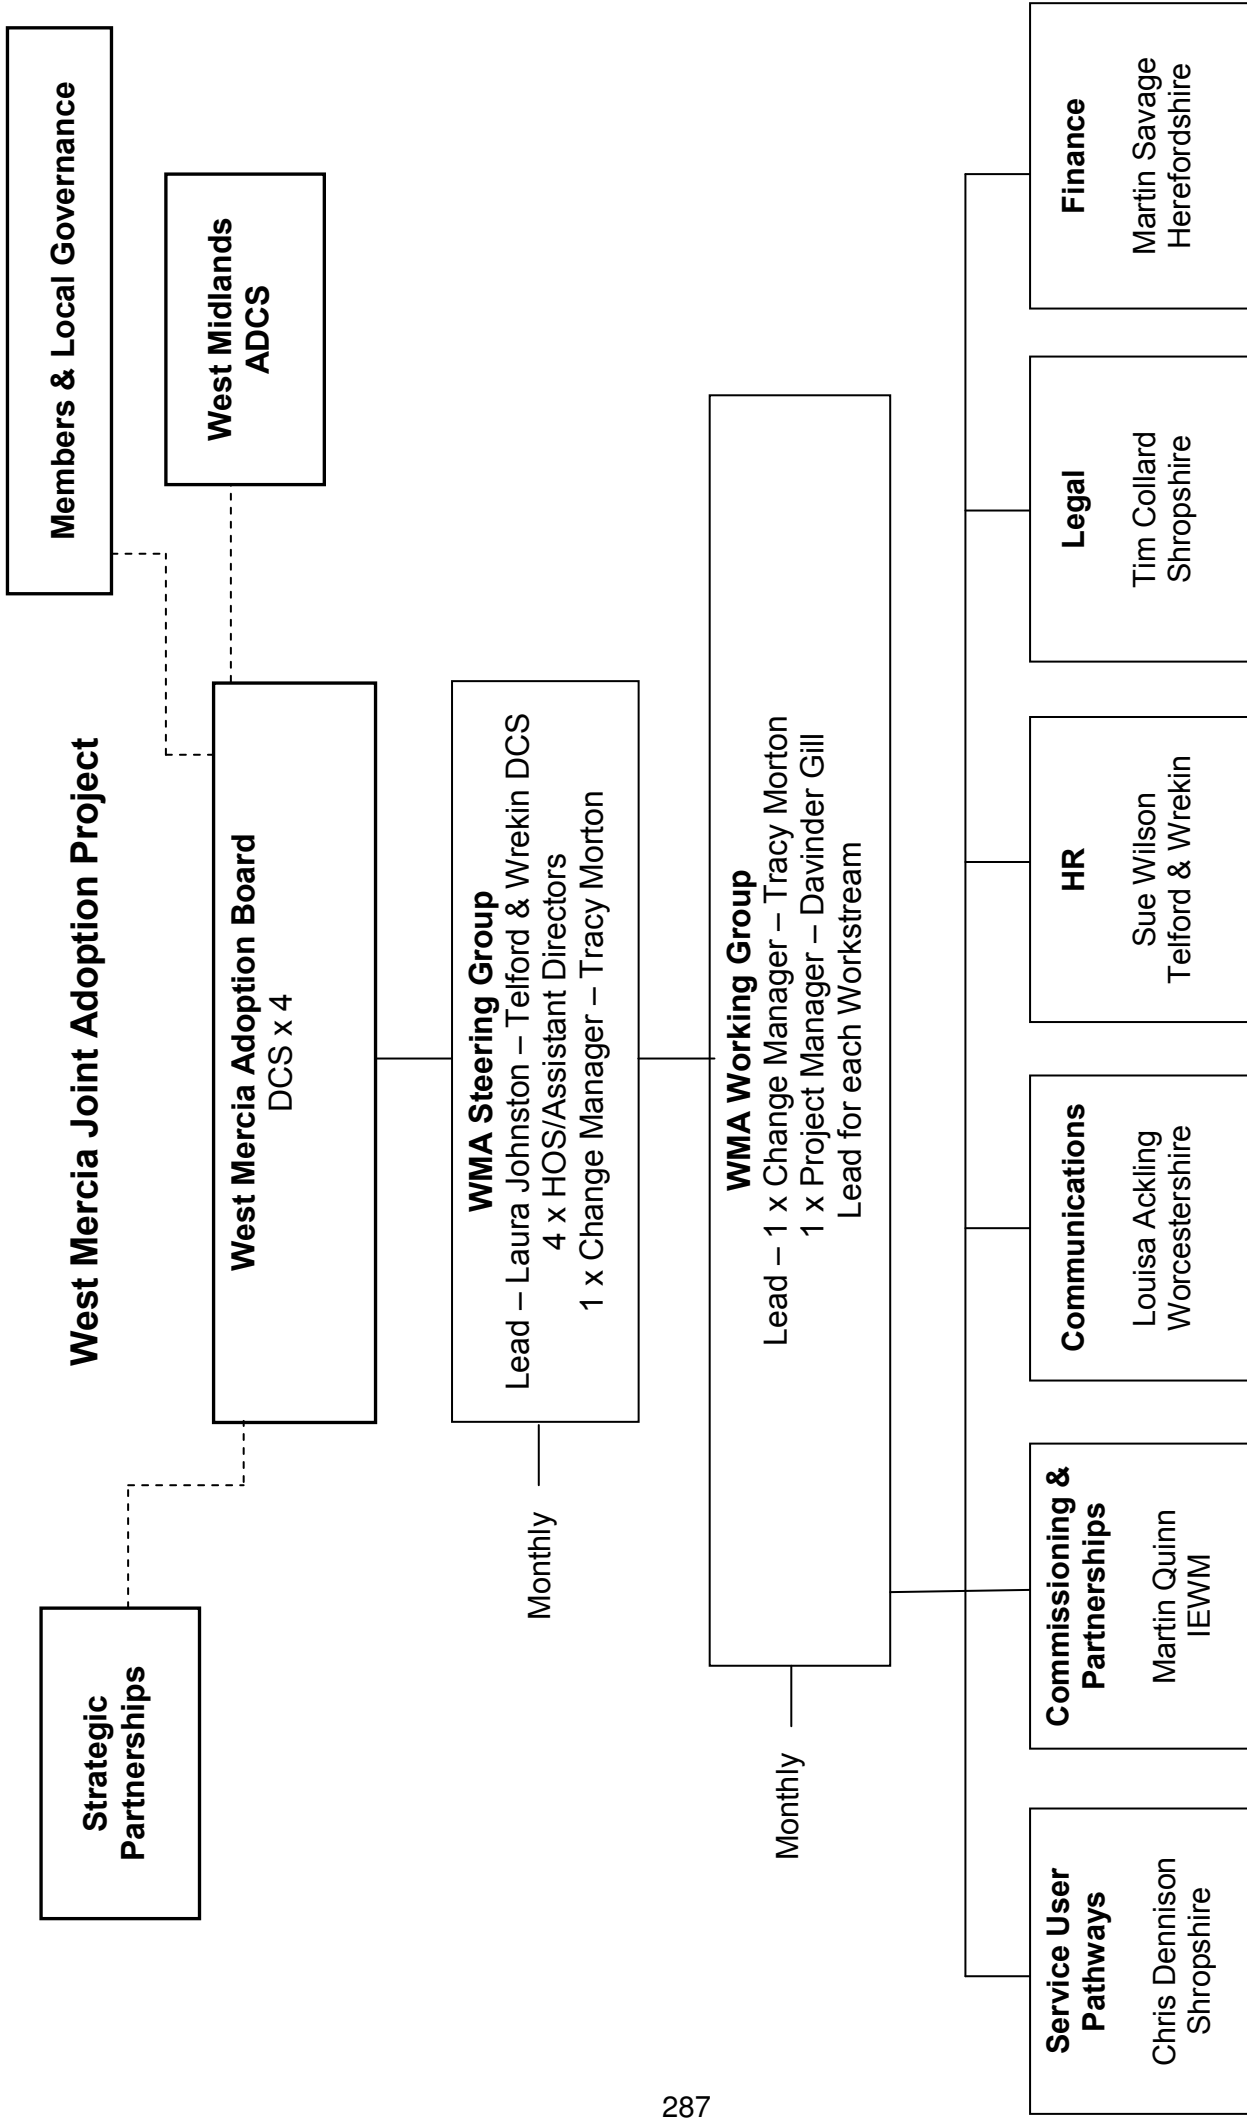 West Mercia Joint Adoption Project
Members & Local Governance
Strategic
Partnerships
West Midlands
ADCS
West Mercia Adoption Board
DCS x 4
WMA Steering Group
Lead – Laura Johnston – Telford & Wrekin DCS
4 x HOS/Assistant Directors
1 x Change Manager – Tracy Morton
Monthly
WMA Working Group
Lead – 1 x Change Manager – Tracy Morton
1 x Project Manager – Davinder Gill
Lead for each Workstream
Monthly
Service User
Pathways
Chris Dennison
Shropshire
Commissioning &
Partnerships
Martin Quinn
IEWM
Communications
Louisa Ackling
Worcestershire
HR
Sue Wilson
Telford & Wrekin
Legal
Tim Collard
Shropshire
Finance
Martin Savage
Herefordshire
287